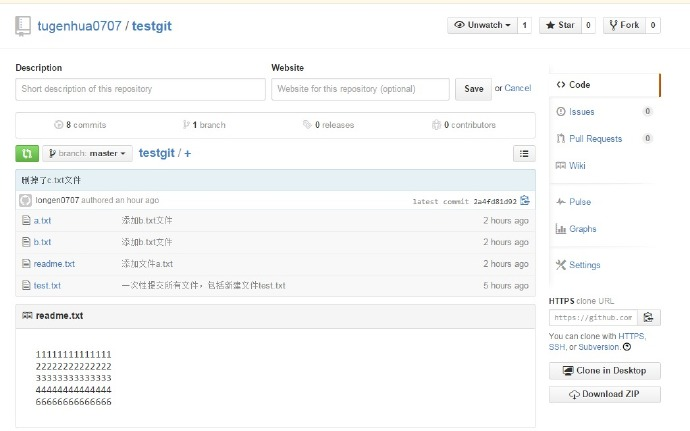 tugenhua0707 / testgit
Unwatch 1 Star 0 Fork 0
Description Website
Short description of this repository Website for this repository (optional) Save or Cancel
8 commits 1 branch 0 releases 0 contributors
branch: master testgit / +
删掉了c.txt文件
longen0707 authored an hour ago latest commit 2a4fd81d92
a.txt 添加b.txt文件 2 hours ago
b.txt 添加b.txt文件 2 hours ago
readme.txt 添加文件a.txt 2 hours ago
test.txt 一次性提交所有文件，包括新建文件test.txt 5 hours ago
readme.txt
11111111111111
22222222222222
33333333333333
44444444444444
66666666666666
Code
Issues 0
Pull Requests 0
Wiki
Pulse
Graphs
Settings
HTTPS clone URL
https://github.com
You can clone with HTTPS,
SSH, or Subversion.
Clone in Desktop
Download ZIP